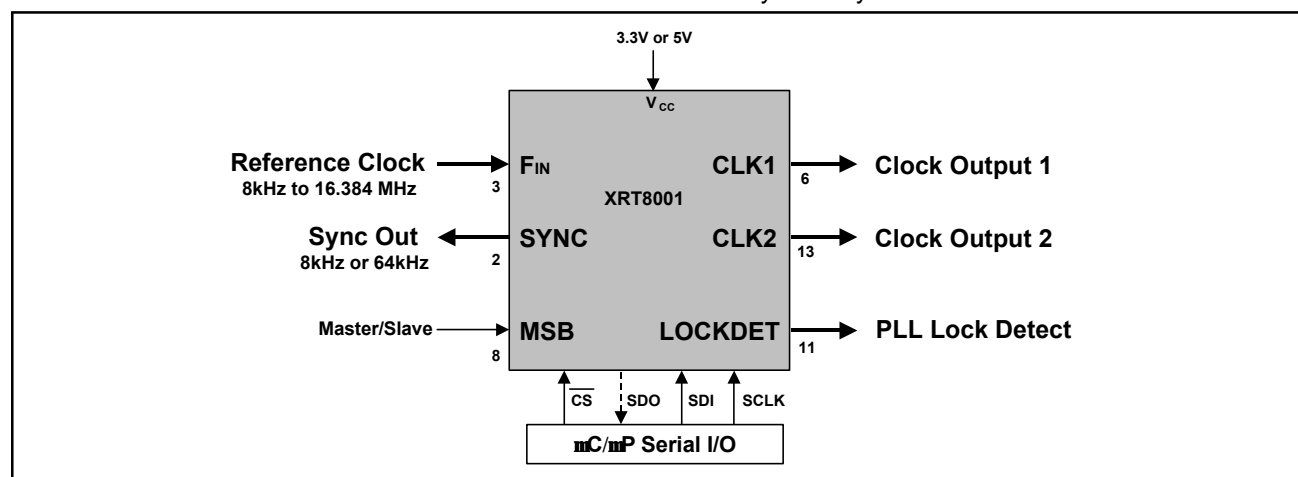 3.3V or 5V
VCC
Reference Clock
8kHz to 16.384 MHz
3
FIN
CLK1
6
Clock Output 1
XRT8001
Sync Out
8kHz or 64kHz
2
SYNC
CLK2
13
Clock Output 2
Master/Slave
8
MSB
LOCKDET
11
PLL Lock Detect
CS
SDO
SDI
SCLK
mC/mP Serial I/O